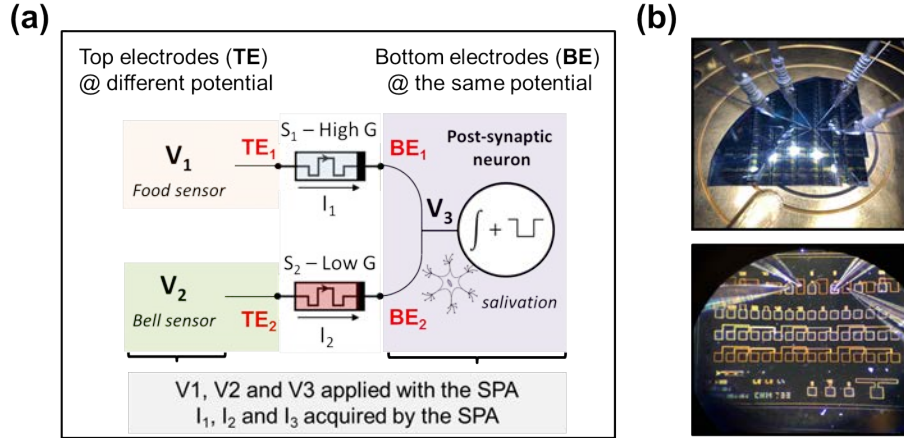 (a)
Top electrodes (TE)
@ different potential
Bottom electrodes (BE)
@ the same potential
V1
Food sensor
TE1
S1 – High G
I1
BE1
Post-synaptic
neuron
V3
∫ +
V2
Bell sensor
TE2
S2 – Low G
I2
BE2
salivation
V1, V2 and V3 applied with the SPA
I1, I2 and I3 acquired by the SPA
(b)